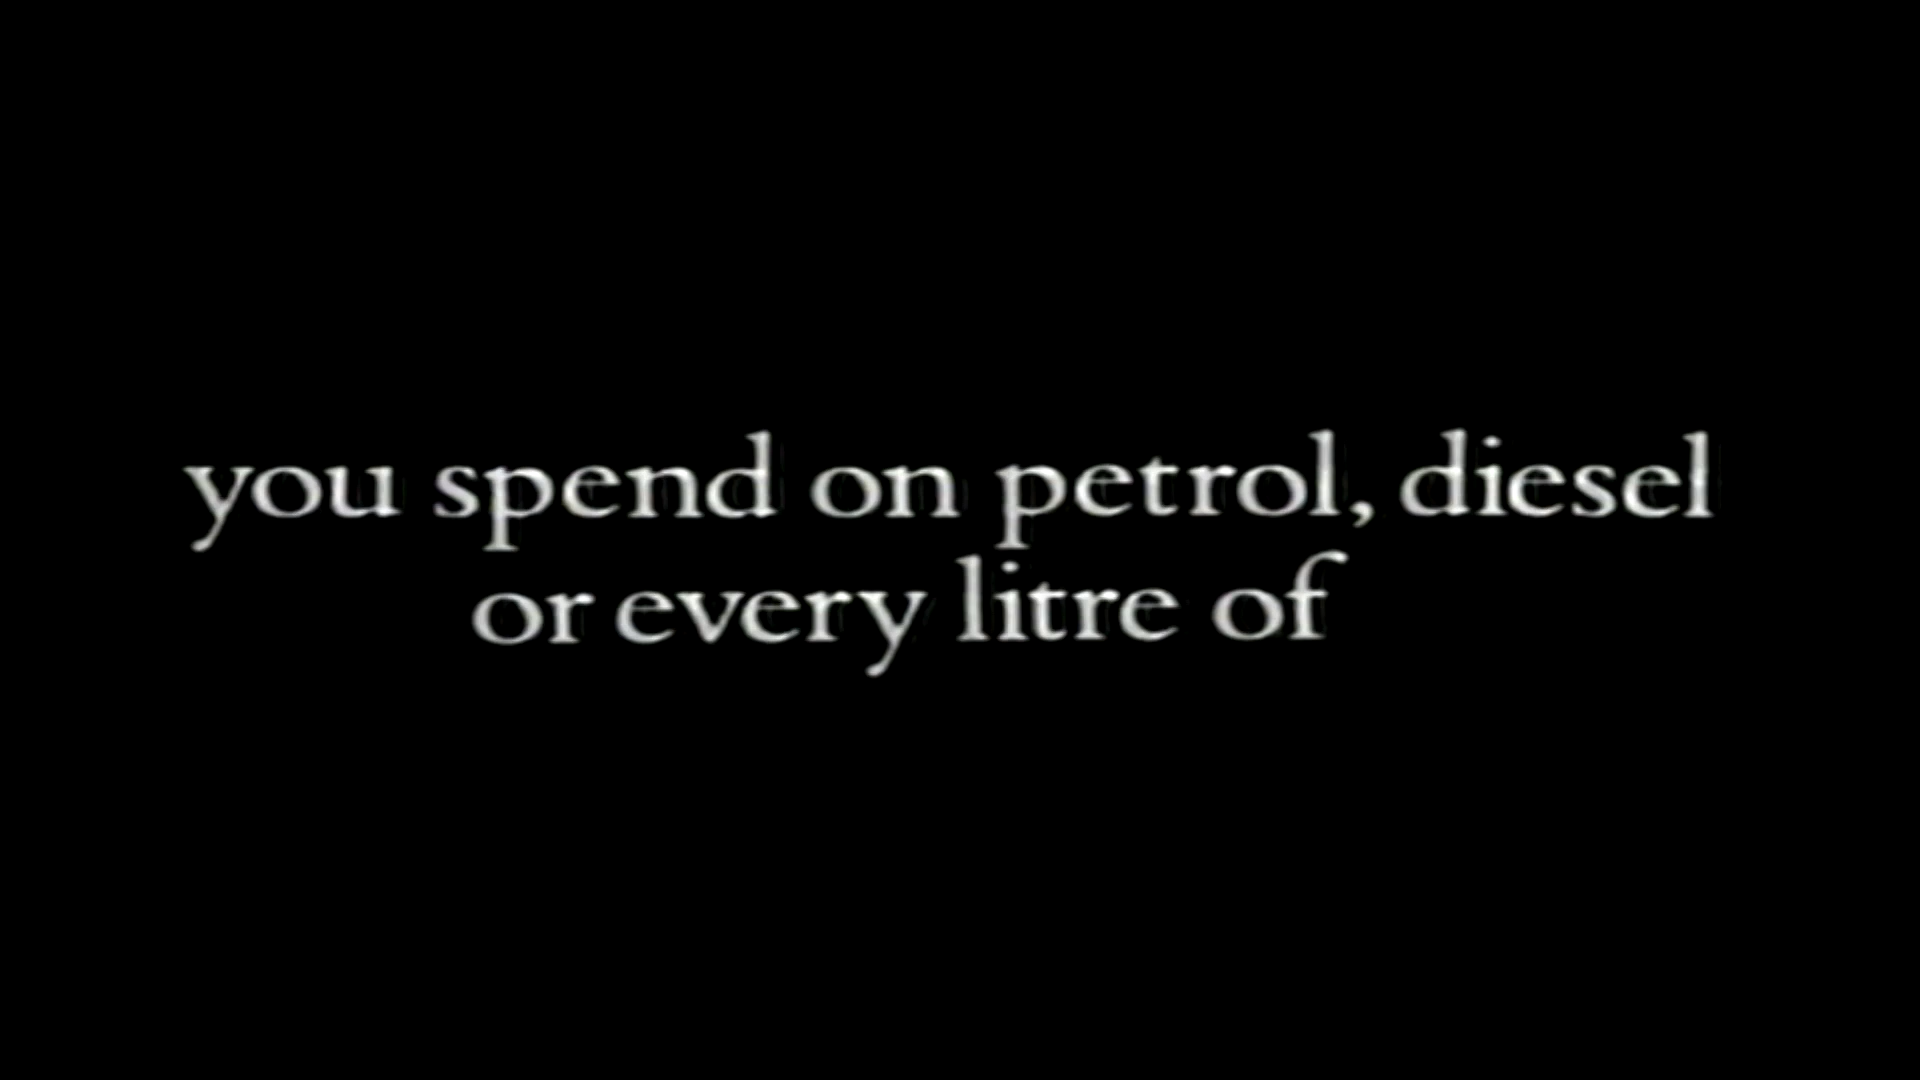 you spend on petrol, diesel
or every litre of